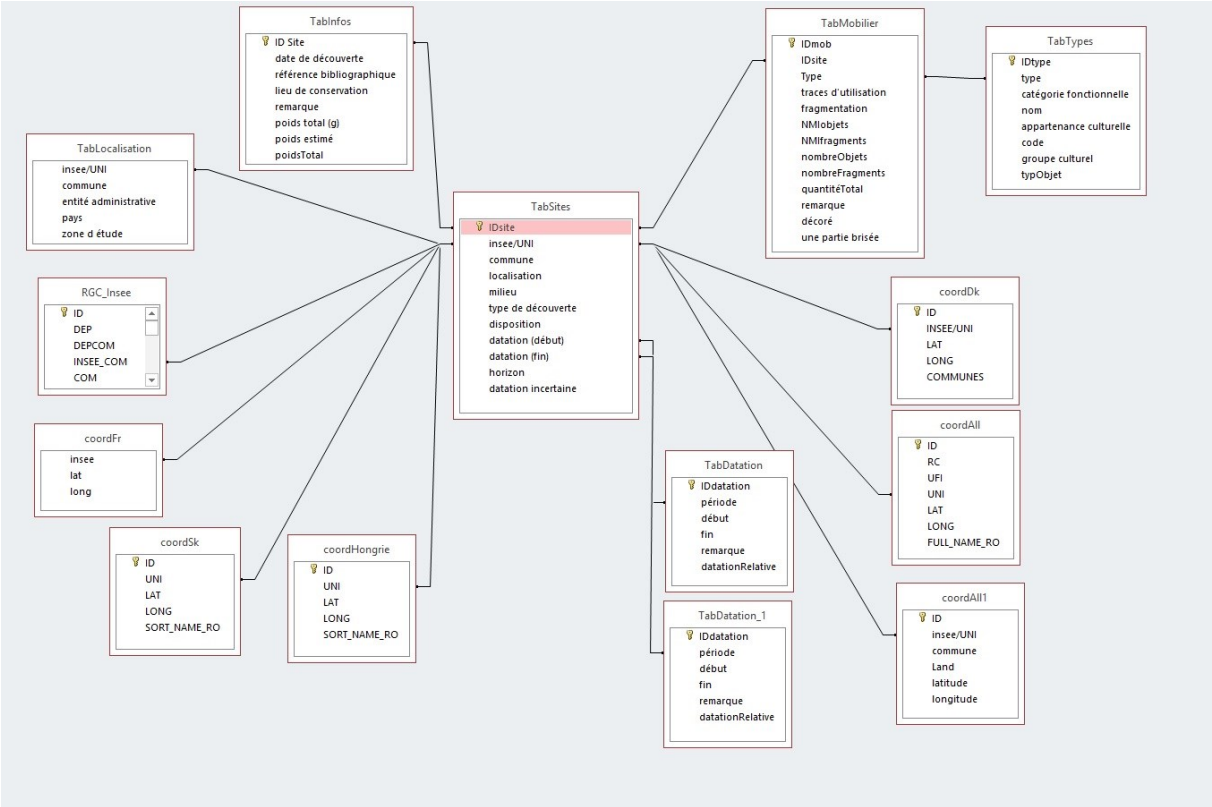 TabInfos
ID Site
date de découverte
référence bibliographique
lieu de conservation
remarque
poids total (g)
poids estimé
poidsTotal
TabMobilier
IDmob
IDsite
Type
traces d'utilisation
fragmentation
NMIobjets
NMIfragments
nombreObjets
nombreFragments
quantitéTotal
remarque
décoré
une partie brisée
TabTypes
IDtype
type
catégorie fonctionnelle
nom
appartenance culturelle
code
groupe culturel
typObjet
TabLocalisation
insee/UNI
commune
entité administrative
pays
zone d étude
TabSites
IDsite
insee/UNI
commune
localisation
milieu
type de découverte
disposition
datation (début)
datation (fin)
horizon
datation incertaine
RGC_Insee
ID
DEP
DEPCOM
INSEE_COM
COM
coordDk
ID
INSEE/UNI
LAT
LONG
COMMUNES
coordFr
insee
lat
long
coordAll
ID
RC
UFI
UNI
LAT
LONG
FULL_NAME_RO
TabDatation
IDdatation
période
début
fin
remarque
datationRelative
coordSk
ID
UNI
LAT
LONG
SORT_NAME_RO
coordHongrie
ID
UNI
LAT
LONG
SORT_NAME_RO
TabDatation_1
IDdatation
période
début
fin
remarque
datationRelative
coordAll1
ID
insee/UNI
commune
Land
latitude
longitude